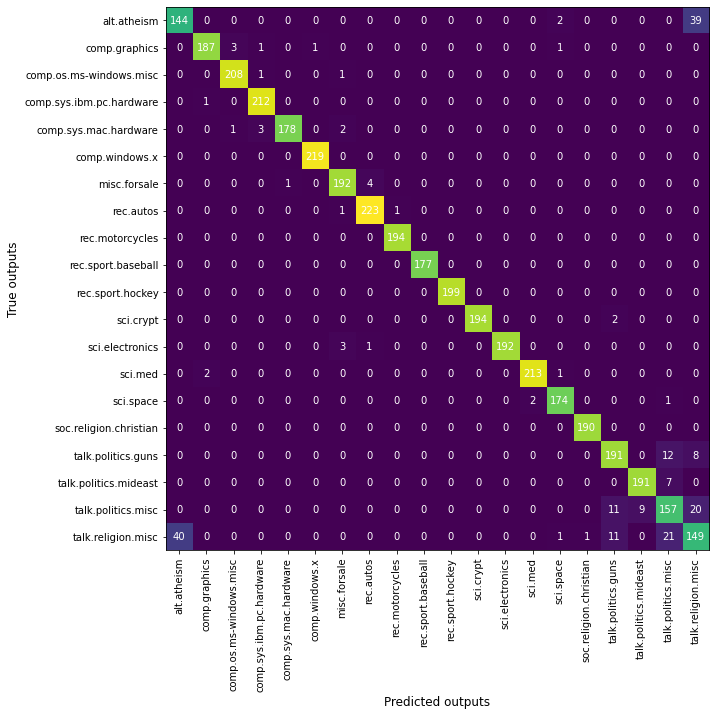 alt.atheism 144 0 0 0 0 0 0 0 0 0 0 0 0 0 2 0 0 0 0 39
comp.graphics 0 187 3 1 0 1 0 0 0 0 0 0 0 0 1 0 0 0 0 0
comp.os.ms-windows.misc 0 0 208 1 0 0 1 0 0 0 0 0 0 0 0 0 0 0 0 0
comp.sys.ibm.pc.hardware 0 1 0 212 0 0 0 0 0 0 0 0 0 0 0 0 0 0 0 0
comp.sys.mac.hardware 0 0 1 3 178 0 2 0 0 0 0 0 0 0 0 0 0 0 0 0
comp.windows.x 0 0 0 0 0 219 0 0 0 0 0 0 0 0 0 0 0 0 0 0
misc.forsale 0 0 0 0 1 0 192 4 0 0 0 0 0 0 0 0 0 0 0 0
rec.autos 0 0 0 0 0 0 1 223 1 0 0 0 0 0 0 0 0 0 0 0
rec.motorcycles 0 0 0 0 0 0 0 0 194 0 0 0 0 0 0 0 0 0 0 0
rec.sport.baseball 0 0 0 0 0 0 0 0 0 177 0 0 0 0 0 0 0 0 0 0
rec.sport.hockey 0 0 0 0 0 0 0 0 0 0 199 0 0 0 0 0 0 0 0 0
sci.crypt 0 0 0 0 0 0 0 0 0 0 0 194 0 0 0 0 2 0 0 0
sci.electronics 0 0 0 0 0 0 3 1 0 0 0 0 192 0 0 0 0 0 0 0
sci.med 0 2 0 0 0 0 0 0 0 0 0 0 0 213 1 0 0 0 0 0
sci.space 0 0 0 0 0 0 0 0 0 0 0 0 0 2 174 0 0 0 1 0
soc.religion.christian 0 0 0 0 0 0 0 0 0 0 0 0 0 0 0 190 0 0 0 0
talk.politics.guns 0 0 0 0 0 0 0 0 0 0 0 0 0 0 0 0 191 0 12 8
talk.politics.mideast 0 0 0 0 0 0 0 0 0 0 0 0 0 0 0 0 0 191 7 0
talk.politics.misc 0 0 0 0 0 0 0 0 0 0 0 0 0 0 0 0 11 9 157 20
talk.religion.misc 40 0 0 0 0 0 0 0 0 0 0 0 0 0 1 1 11 0 21 149
True outputs
alt.atheism
comp.graphics
comp.os.ms-windows.misc
comp.sys.ibm.pc.hardware
comp.sys.mac.hardware
comp.windows.x
misc.forsale
rec.autos
rec.motorcycles
rec.sport.baseball
rec.sport.hockey
sci.crypt
sci.electronics
sci.med
sci.space
soc.religion.christian
talk.politics.guns
talk.politics.mideast
talk.politics.misc
talk.religion.misc
Predicted outputs